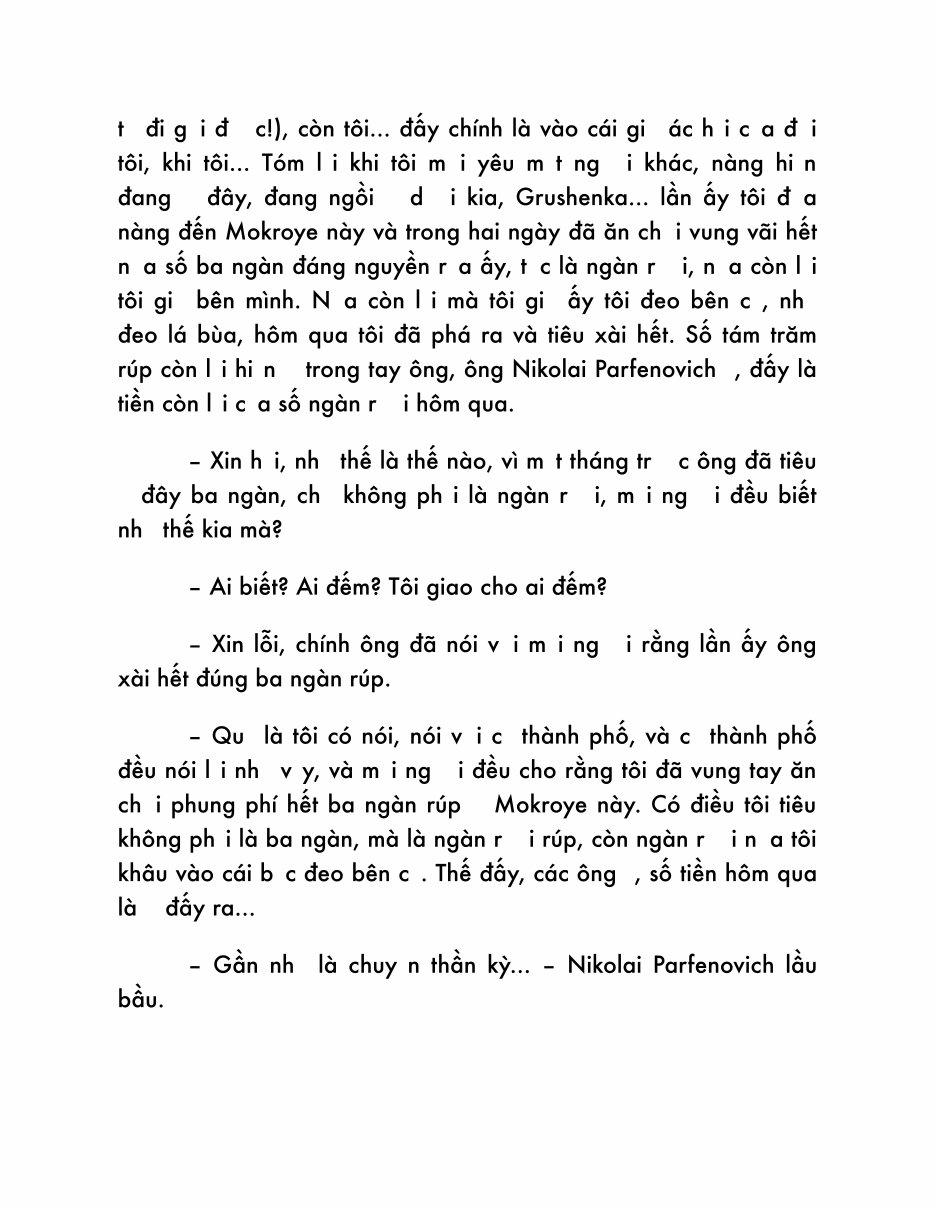 t đi g i đ c!), còn tôi... đấy chính là vào cái gi ác h i c a đ i
tôi, khi tôi... Tóm l i khi tôi m i yêu m t ng i khác, nàng hi n
đang đây, đang ngồi d i kia, Grushenka... lần ấy tôi đ a
nàng đến Mokroye này và trong hai ngày đã ăn ch i vung vãi hết
n a số ba ngàn đáng nguyền r a ấy, t c là ngàn r i, n a còn l i
tôi gi bên mình. N a còn l i mà tôi gi ấy tôi đeo bên c , nh
đeo lá bùa, hôm qua tôi đã phá ra và tiêu xài hết. Số tám trăm
rúp còn l i hi n trong tay ông, ông Nikolai Parfenovich , đấy là
tiền còn l i c a số ngàn r i hôm qua.
– Xin h i, nh thế là thế nào, vì m t tháng tr c ông đã tiêu
đây ba ngàn, ch không ph i là ngàn r i, m i ng i đều biết
nh thế kia mà?
– Ai biết? Ai đếm? Tôi giao cho ai đếm?
– Xin lỗi, chính ông đã nói v i m i ng i rằng lần ấy ông
xài hết đúng ba ngàn rúp.
– Qu là tôi có nói, nói v i c thành phố, và c thành phố
đều nói l i nh v y, và m i ng i đều cho rằng tôi đã vung tay ăn
ch i phung phí hết ba ngàn rúp Mokroye này. Có điều tôi tiêu
không ph i là ba ngàn, mà là ngàn r i rúp, còn ngàn r i n a tôi
khâu vào cái b c đeo bên c . Thế đấy, các ông , số tiền hôm qua
là đấy ra...
– Gần nh là chuy n thần kỳ... – Nikolai Parfenovich lầu
bầu.